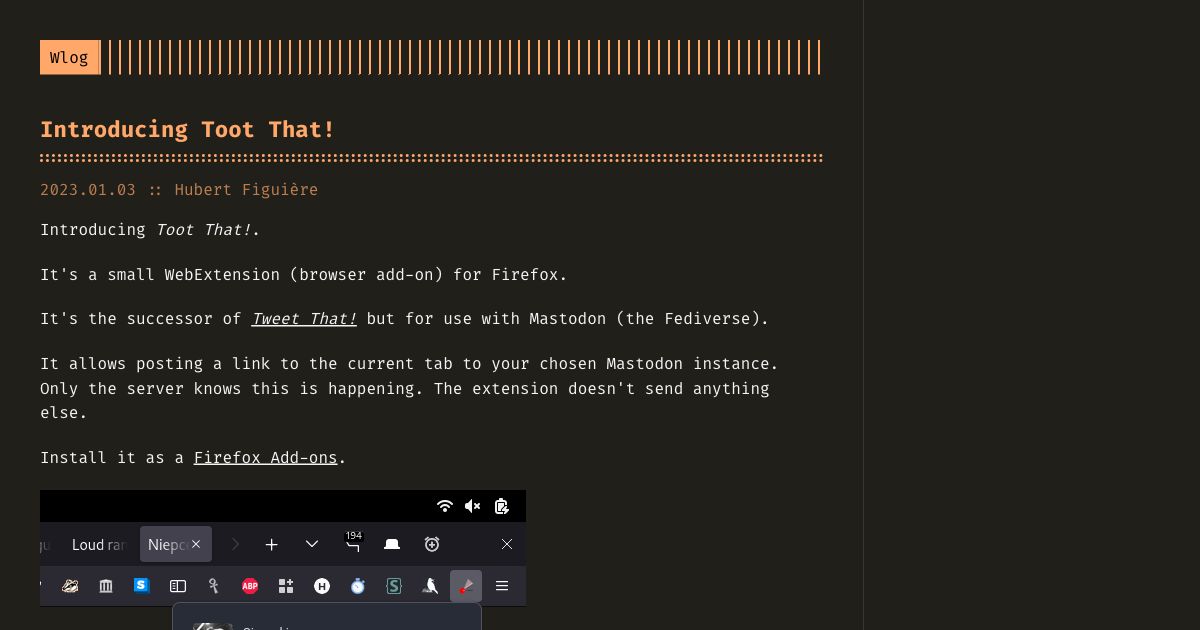 Wlog
Introducing Toot That!
2023.01.03 :: Hubert Figuière
Introducing Toot That!.
It's a small WebExtension (browser add-on) for Firefox.
It's the successor of Tweet That! but for use with Mastodon (the Fediverse).
It allows posting a link to the current tab to your chosen Mastodon instance.
Only the server knows this is happening. The extension doesn't send anything
else.
Install it as a Firefox Add-ons.
Loud ran
Niepce
194
S
ABP
H
S